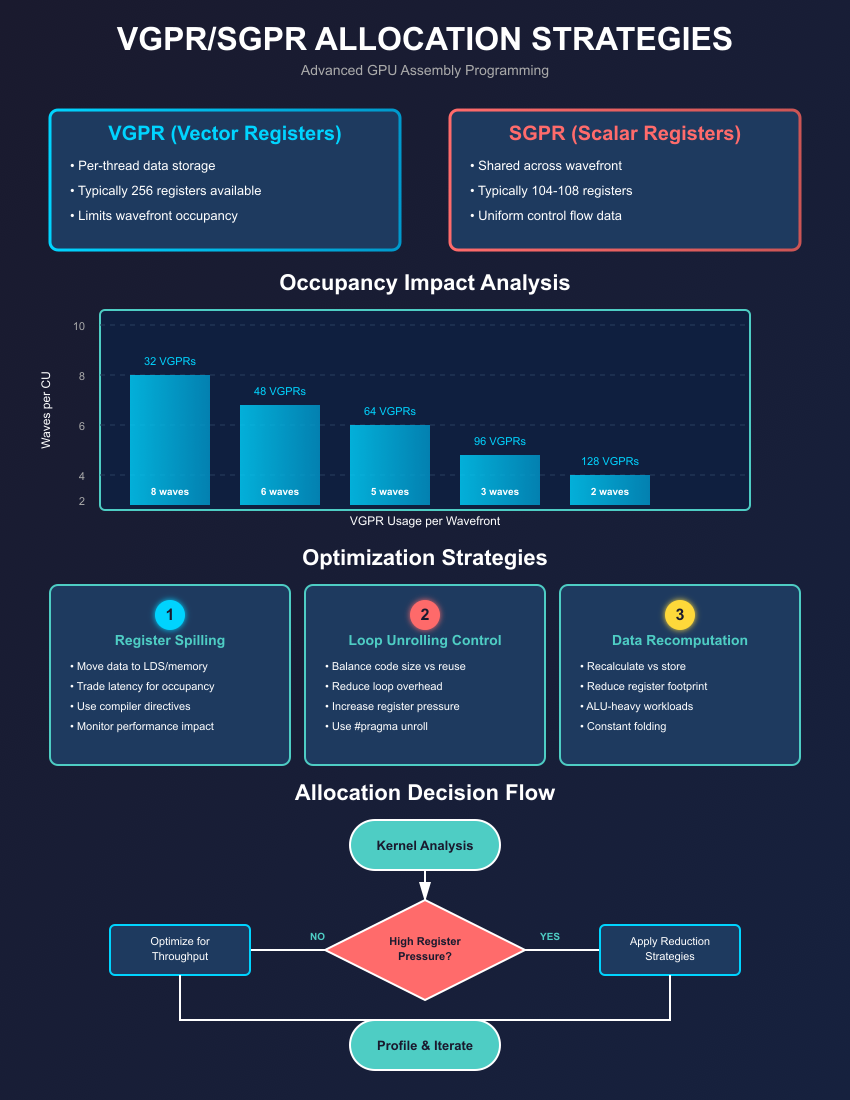 VGPR/SGPR ALLOCATION STRATEGIES
Advanced GPU Assembly Programming
VGPR (Vector Registers)
• Per-thread data storage
• Typically 256 registers available
• Limits wavefront occupancy
SGPR (Scalar Registers)
• Shared across wavefront
• Typically 104-108 registers
• Uniform control flow data
Occupancy Impact Analysis
Waves per CU
10
8
6
4
2
32 VGPRs
48 VGPRs
64 VGPRs
96 VGPRs
128 VGPRs
8 waves
6 waves
5 waves
3 waves
2 waves
VGPR Usage per Wavefront
Optimization Strategies
1
Register Spilling
• Move data to LDS/memory
• Trade latency for occupancy
• Use compiler directives
• Monitor performance impact
2
Loop Unrolling Control
• Balance code size vs reuse
• Reduce loop overhead
• Increase register pressure
• Use #pragma unroll
3
Data Recomputation
• Recalculate vs store
• Reduce register footprint
• ALU-heavy workloads
• Constant folding
Allocation Decision Flow
Kernel Analysis
High Register
Pressure?
NO
YES
Optimize for
Throughput
Apply Reduction
Strategies
Profile & Iterate